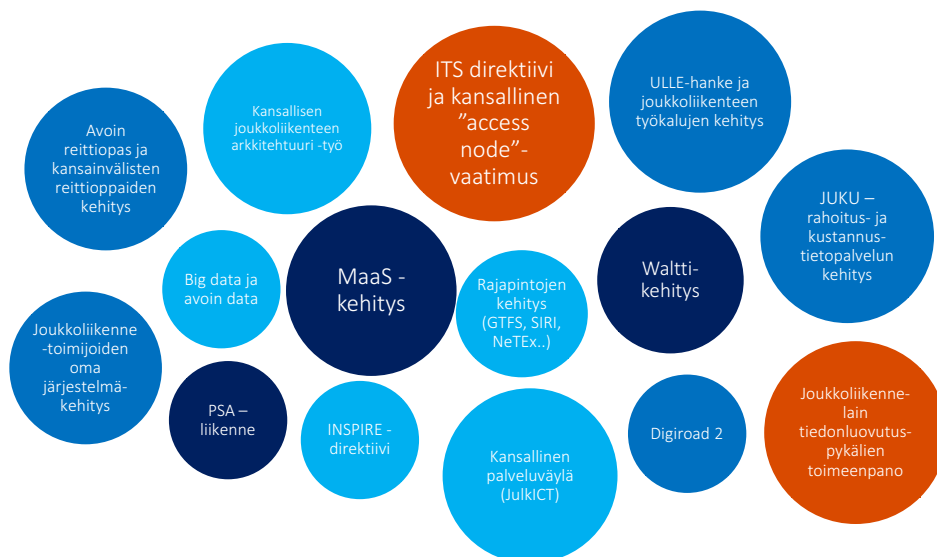 Avoin
reittiopas ja
kansainvälisten
reittioppaiden
kehitys
Kansallisen
joukkoliikenteen
arkkitehtuuri -työ
ITS direktiivi
ja kansallinen
”access
node”-
vaatimus
ULLE-hanke ja
joukkoliikenteen
työkalujen kehitys
JUKU –
rahoitus- ja
kustannus-
tietopalvelun
kehitys
Big data ja
avoin data
MaaS -
kehitys
Rajapintojen
kehitys
(GTFS, SIRI,
NeTEx..)
Waltti-
kehitys
Joukkoliikenne
-toimijoiden
oma
järjestelmä-
kehitys
PSA –
liikenne
INSPIRE -
direktiivi
Kansallinen
palveluväylä
(JulkICT)
Digiroad 2
Joukkoliikenne-
lain
tiedonluovutus-
pykälien
toimeenpano